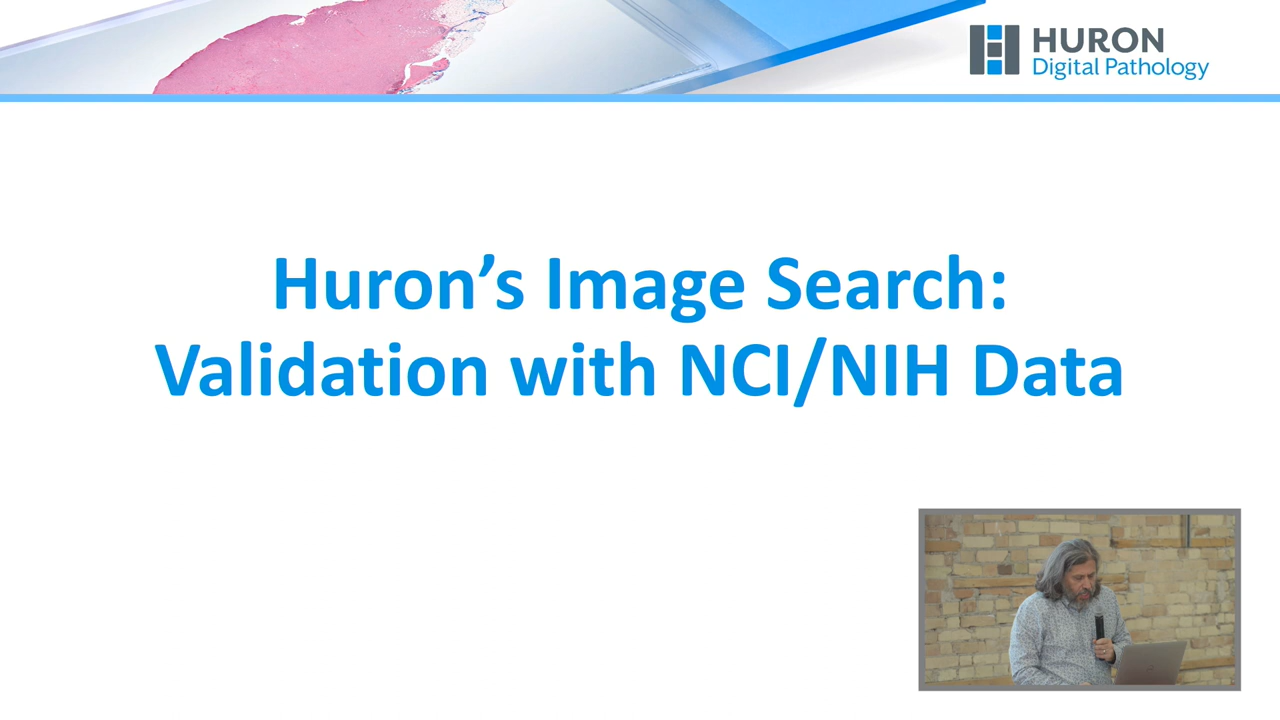 HURON
Digital Pathology
Huron’s Image Search:
Validation with NCI/NIH Data